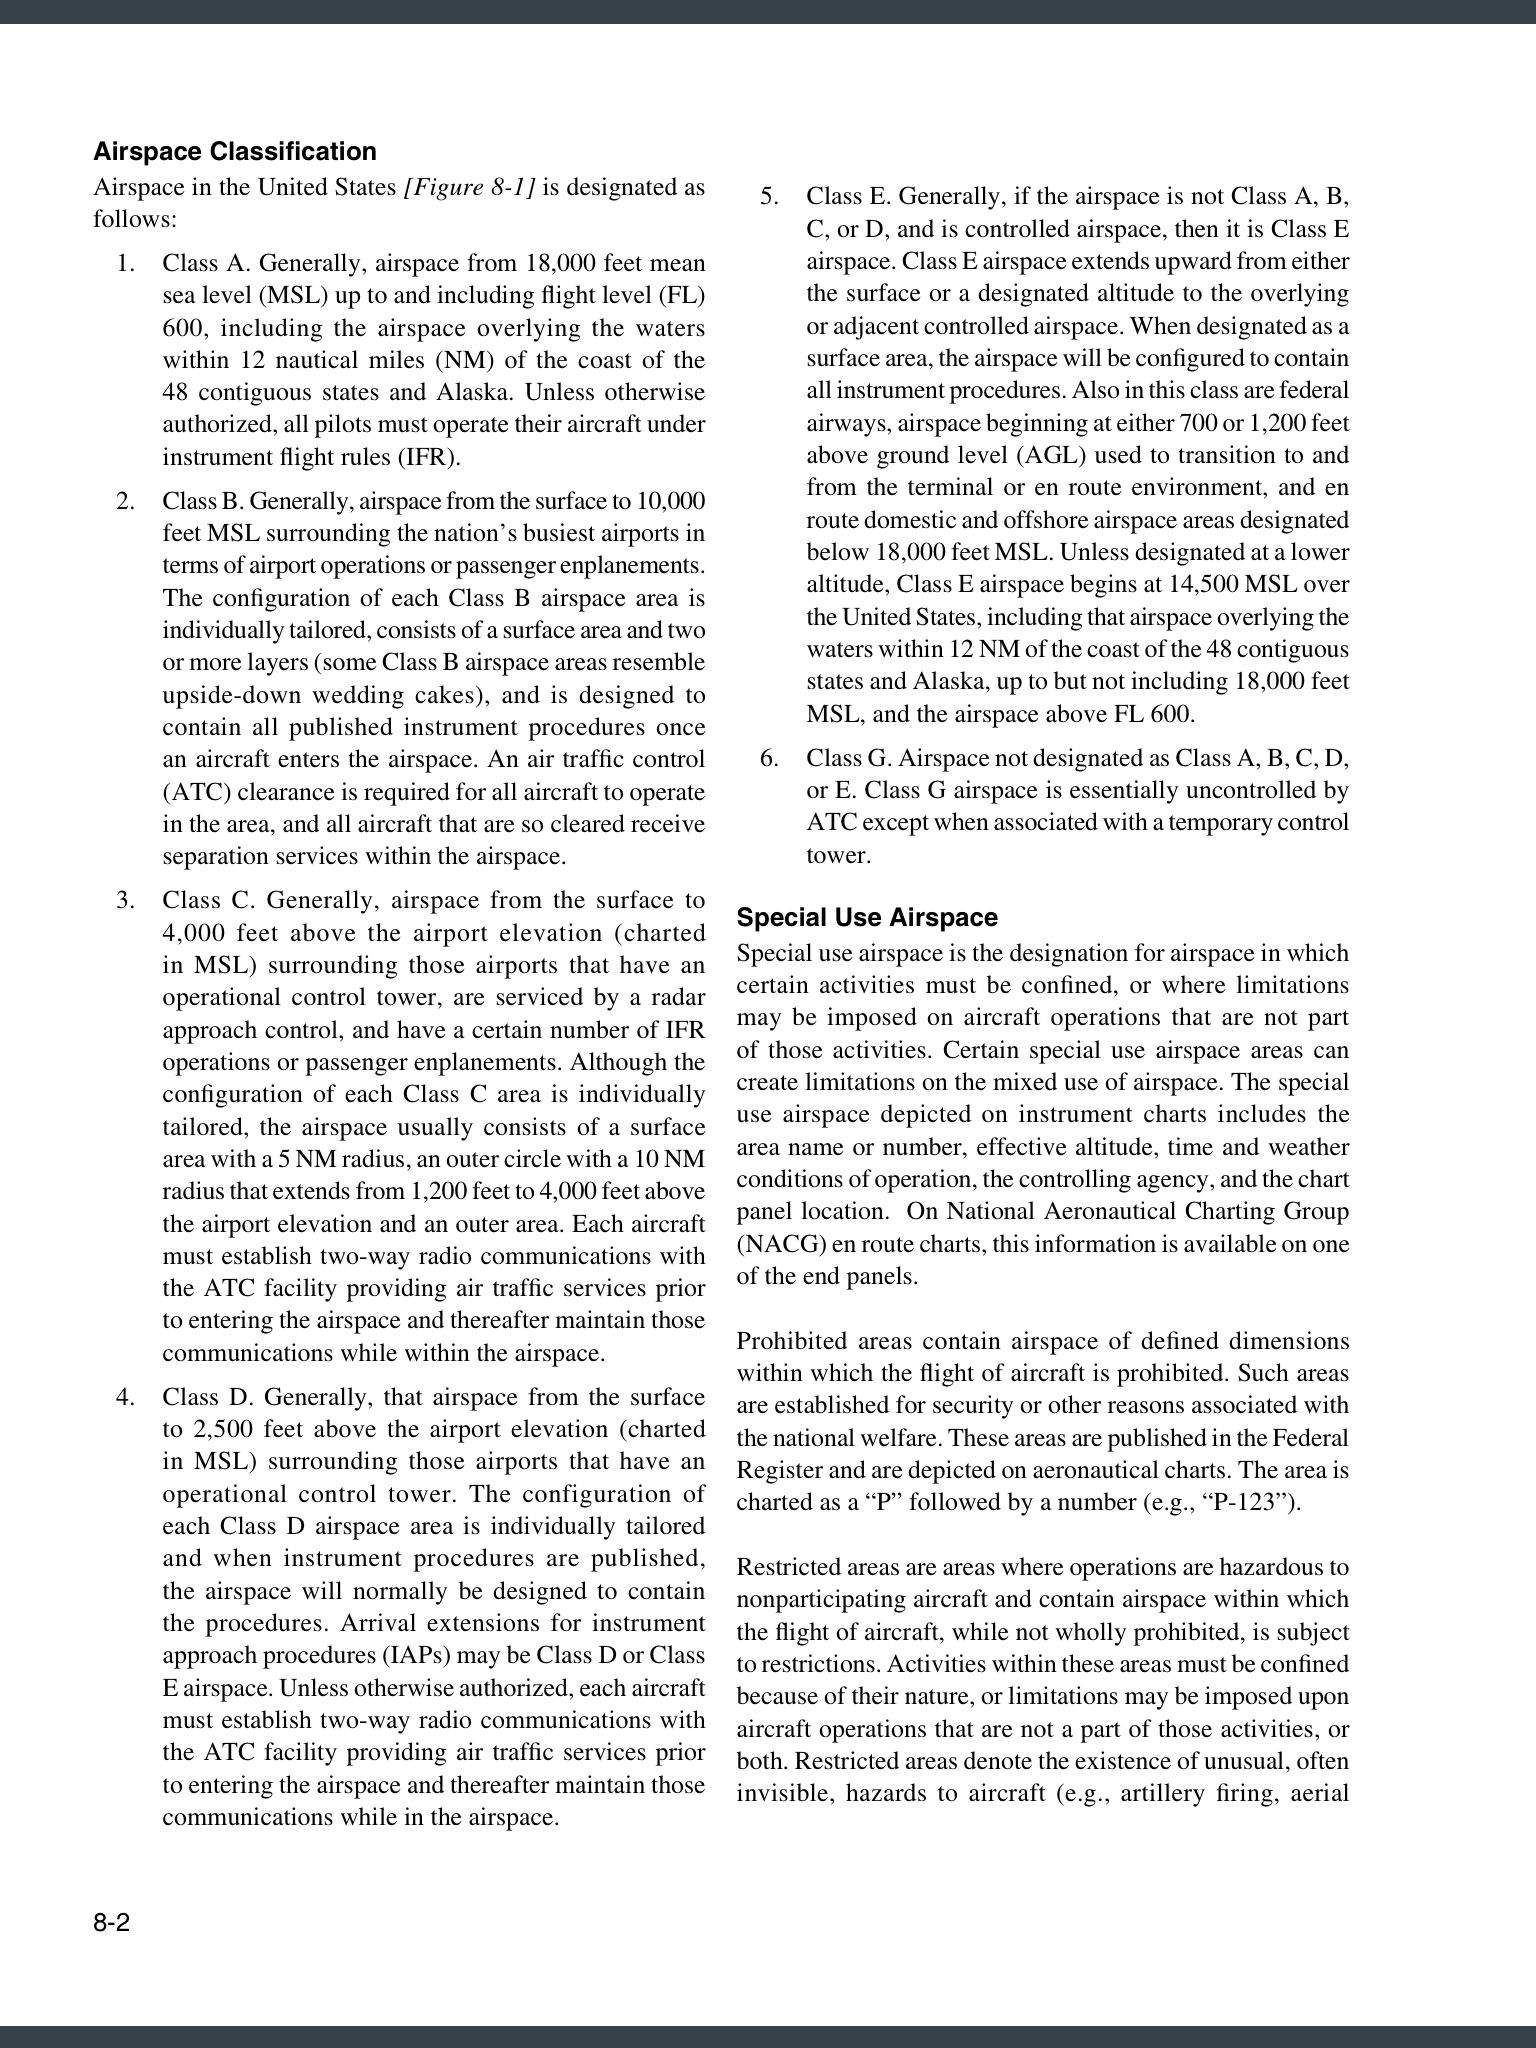 Airspace Classification
Airspace in the United States [Figure 8-1] is designated as
follows:
1. Class A. Generally, airspace from 18,000 feet mean
sea level (MSL) up to and including flight level (FL)
600, including the airspace overlying the waters
within 12 nautical miles (NM) of the coast of the
48 contiguous states and Alaska. Unless otherwise
authorized, all pilots must operate their aircraft under
instrument flight rules (IFR).
2. Class B. Generally, airspace from the surface to 10,000
feet MSL surrounding the nation’s busiest airports in
terms of airport operations or passenger enplanements.
The configuration of each Class B airspace area is
individually tailored, consists of a surface area and two
or more layers (some Class B airspace areas resemble
upside-down wedding cakes), and is designed to
contain all published instrument procedures once
an aircraft enters the airspace. An air traffic control
(ATC) clearance is required for all aircraft to operate
in the area, and all aircraft that are so cleared receive
separation services within the airspace.
3. Class C. Generally, airspace from the surface to
4,000 feet above the airport elevation (charted
in MSL) surrounding those airports that have an
operational control tower, are serviced by a radar
approach control, and have a certain number of IFR
operations or passenger enplanements. Although the
configuration of each Class C area is individually
tailored, the airspace usually consists of a surface
area with a 5 NM radius, an outer circle with a 10 NM
radius that extends from 1,200 feet to 4,000 feet above
the airport elevation and an outer area. Each aircraft
must establish two-way radio communications with
the ATC facility providing air traffic services prior
to entering the airspace and thereafter maintain those
communications while within the airspace.
4. Class D. Generally, that airspace from the surface
to 2,500 feet above the airport elevation (charted
in MSL) surrounding those airports that have an
operational control tower. The configuration of
each Class D airspace area is individually tailored
and when instrument procedures are published,
the airspace will normally be designed to contain
the procedures. Arrival extensions for instrument
approach procedures (IAPs) may be Class D or Class
E airspace. Unless otherwise authorized, each aircraft
must establish two-way radio communications with
the ATC facility providing air traffic services prior
to entering the airspace and thereafter maintain those
communications while in the airspace.
5. Class E. Generally, if the airspace is not Class A, B,
C, or D, and is controlled airspace, then it is Class E
airspace. Class E airspace extends upward from either
the surface or a designated altitude to the overlying
or adjacent controlled airspace. When designated as a
surface area, the airspace will be configured to contain
all instrument procedures. Also in this class are federal
airways, airspace beginning at either 700 or 1,200 feet
above ground level (AGL) used to transition to and
from the terminal or en route environment, and en
route domestic and offshore airspace areas designated
below 18,000 feet MSL. Unless designated at a lower
altitude, Class E airspace begins at 14,500 MSL over
the United States, including that airspace overlying the
waters within 12 NM of the coast of the 48 contiguous
states and Alaska, up to but not including 18,000 feet
MSL, and the airspace above FL 600.
6. Class G. Airspace not designated as Class A, B, C, D,
or E. Class G airspace is essentially uncontrolled by
ATC except when associated with a temporary control
tower.
Special Use Airspace
Special use airspace is the designation for airspace in which
certain activities must be confined, or where limitations
may be imposed on aircraft operations that are not part
of those activities. Certain special use airspace areas can
create limitations on the mixed use of airspace. The special
use airspace depicted on instrument charts includes the
area name or number, effective altitude, time and weather
conditions of operation, the controlling agency, and the chart
panel location. On National Aeronautical Charting Group
(NACG) en route charts, this information is available on one
of the end panels.
Prohibited areas contain airspace of defined dimensions
within which the flight of aircraft is prohibited. Such areas
are established for security or other reasons associated with
the national welfare. These areas are published in the Federal
Register and are depicted on aeronautical charts. The area is
charted as a “P” followed by a number (e.g., “P-123”).
Restricted areas are areas where operations are hazardous to
nonparticipating aircraft and contain airspace within which
the flight of aircraft, while not wholly prohibited, is subject
to restrictions. Activities within these areas must be confined
because of their nature, or limitations may be imposed upon
aircraft operations that are not a part of those activities, or
both. Restricted areas denote the existence of unusual, often
invisible, hazards to aircraft (e.g., artillery firing, aerial
8-2